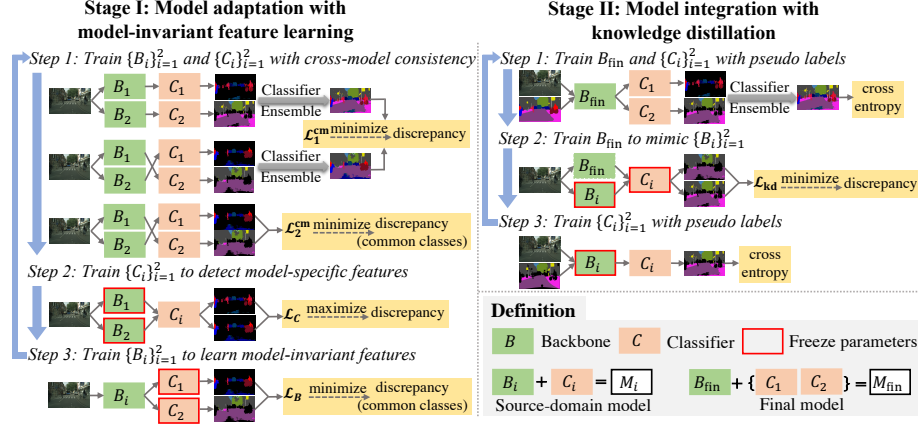 Stage I: Model adaptation with
model-invariant feature learning
Step 1: Train {B_i}²_{i=1} and {C_i}²_{i=1} with cross-model consistency
B_1
C_1
B_2
C_2
Classifier
Ensemble
L_1^cm minimize discrepancy
B_1
C_1
B_2
C_2
Classifier
Ensemble
B_1
C_1
B_2
C_2
L_2^cm minimize discrepancy
(common classes)
Step 2: Train {C_i}²_{i=1} to detect model-specific features
B_1
B_2
C_i
L_C maximize discrepancy
Step 3: Train {B_i}²_{i=1} to learn model-invariant features
B_i
C_1
C_2
L_B minimize discrepancy
(common classes)
Stage II: Model integration with
knowledge distillation
Step 1: Train B_fin and {C_i}²_{i=1} with pseudo labels
B_fin
C_1
C_2
Classifier
Ensemble
cross
entropy
Step 2: Train B_fin to mimic {B_i}²_{i=1}
B_fin
B_i
C_i
L_kd minimize discrepancy
Step 3: Train {C_i}²_{i=1} with pseudo labels
B_i
C_i
cross
entropy
Definition
B Backbone C Classifier Freeze parameters
B_i + C_i = M_i
Source-domain model
B_fin + { C_1 C_2 } = M_fin
Final model